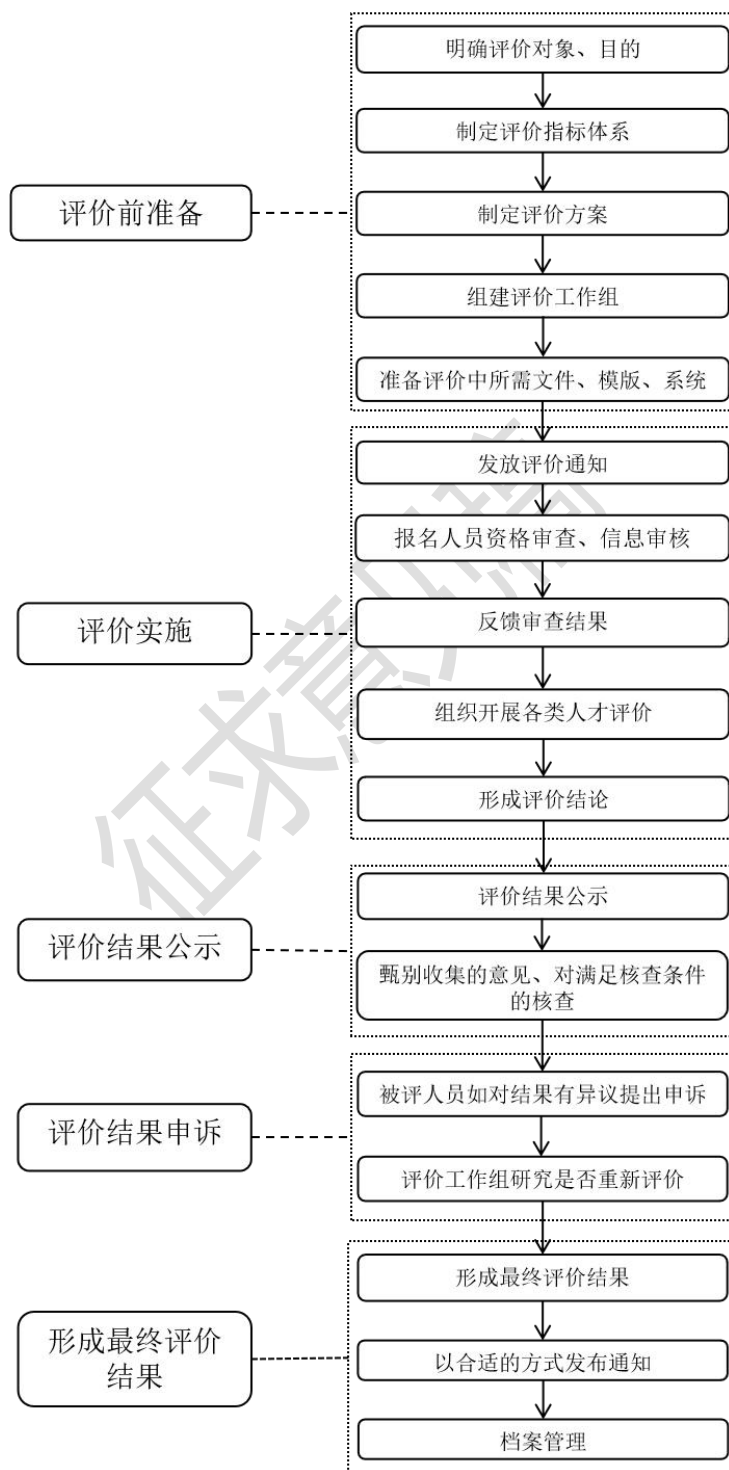 明确评价对象、目的
制定评价指标体系
评价前准备
制定评价方案
组建评价工作组
准备评价中所需文件、模版、系统
发放评价通知
报名人员资格审查、信息审核
评价实施
反馈审查结果
组织开展各类人才评价
形成评价结论
征求意见稿
评价结果公示
评价结果公示
甄别收集的意见、对满足核查条件
的核查
被评人员如对结果有异议提出申诉
评价结果申诉
评价工作组研究是否重新评价
形成最终评价结果
形成最终评价
结果
以合适的方式发布通知
档案管理